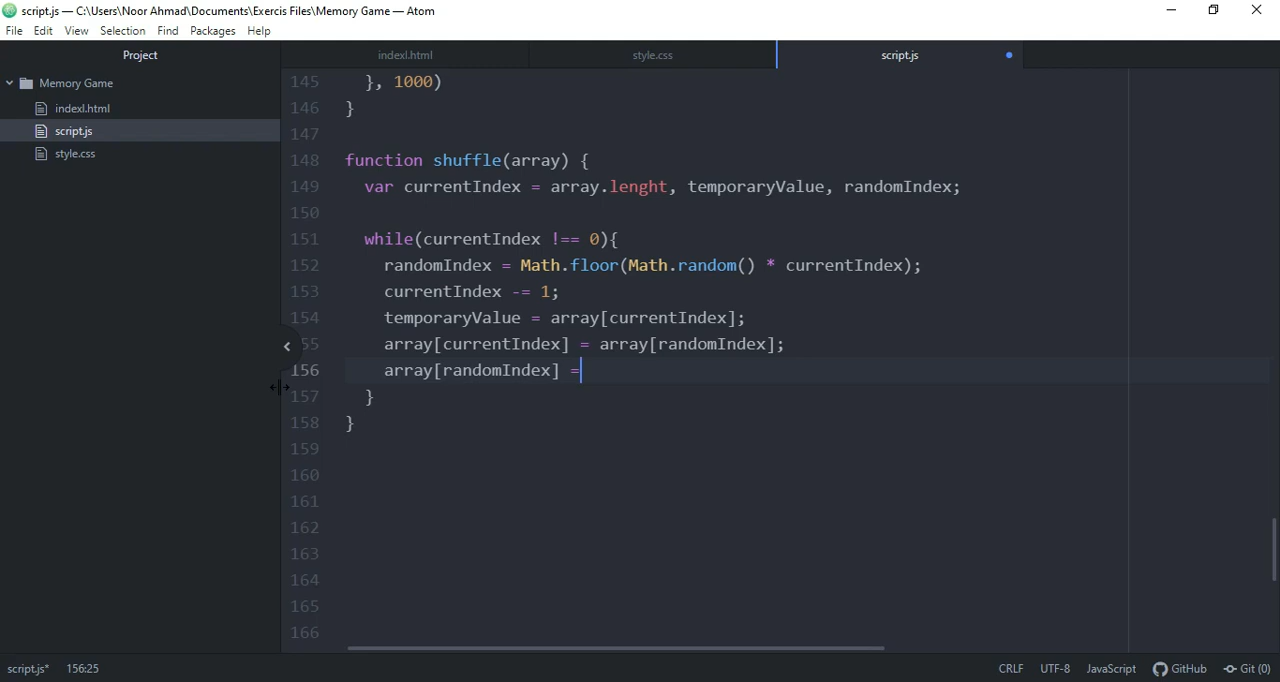 script.js — C:\Users\Noor Ahmad\Documents\Exercis Files\Memory Game — Atom
File Edit View Selection Find Packages Help
Project
indexl.html style.css script.js
Memory Game
indexl.html
script.js
style.css
145 }, 1000)
146 }
147
148 function shuffle(array) {
149 var currentIndex = array.lenght, temporaryValue, randomIndex;
150
151 while(currentIndex !== 0){
152 randomIndex = Math.floor(Math.random() * currentIndex);
153 currentIndex -= 1;
154 temporaryValue = array[currentIndex];
55 array[currentIndex] = array[randomIndex];
156 array[randomIndex] =
157 }
158 }
159
160
161
162
163
164
165
166
script.js* 156:25 CRLF UTF-8 JavaScript GitHub Git (0)